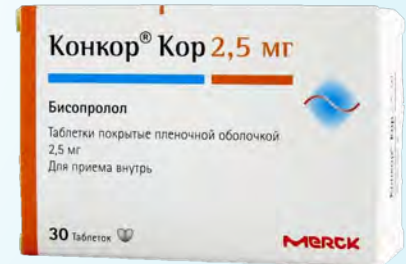 Конкор® Кор 2,5 мг
Бисопролол
Таблетки покрытые пленочной оболочкой
2,5 мг
Для приема внутрь
30 Таблеток
MERCK